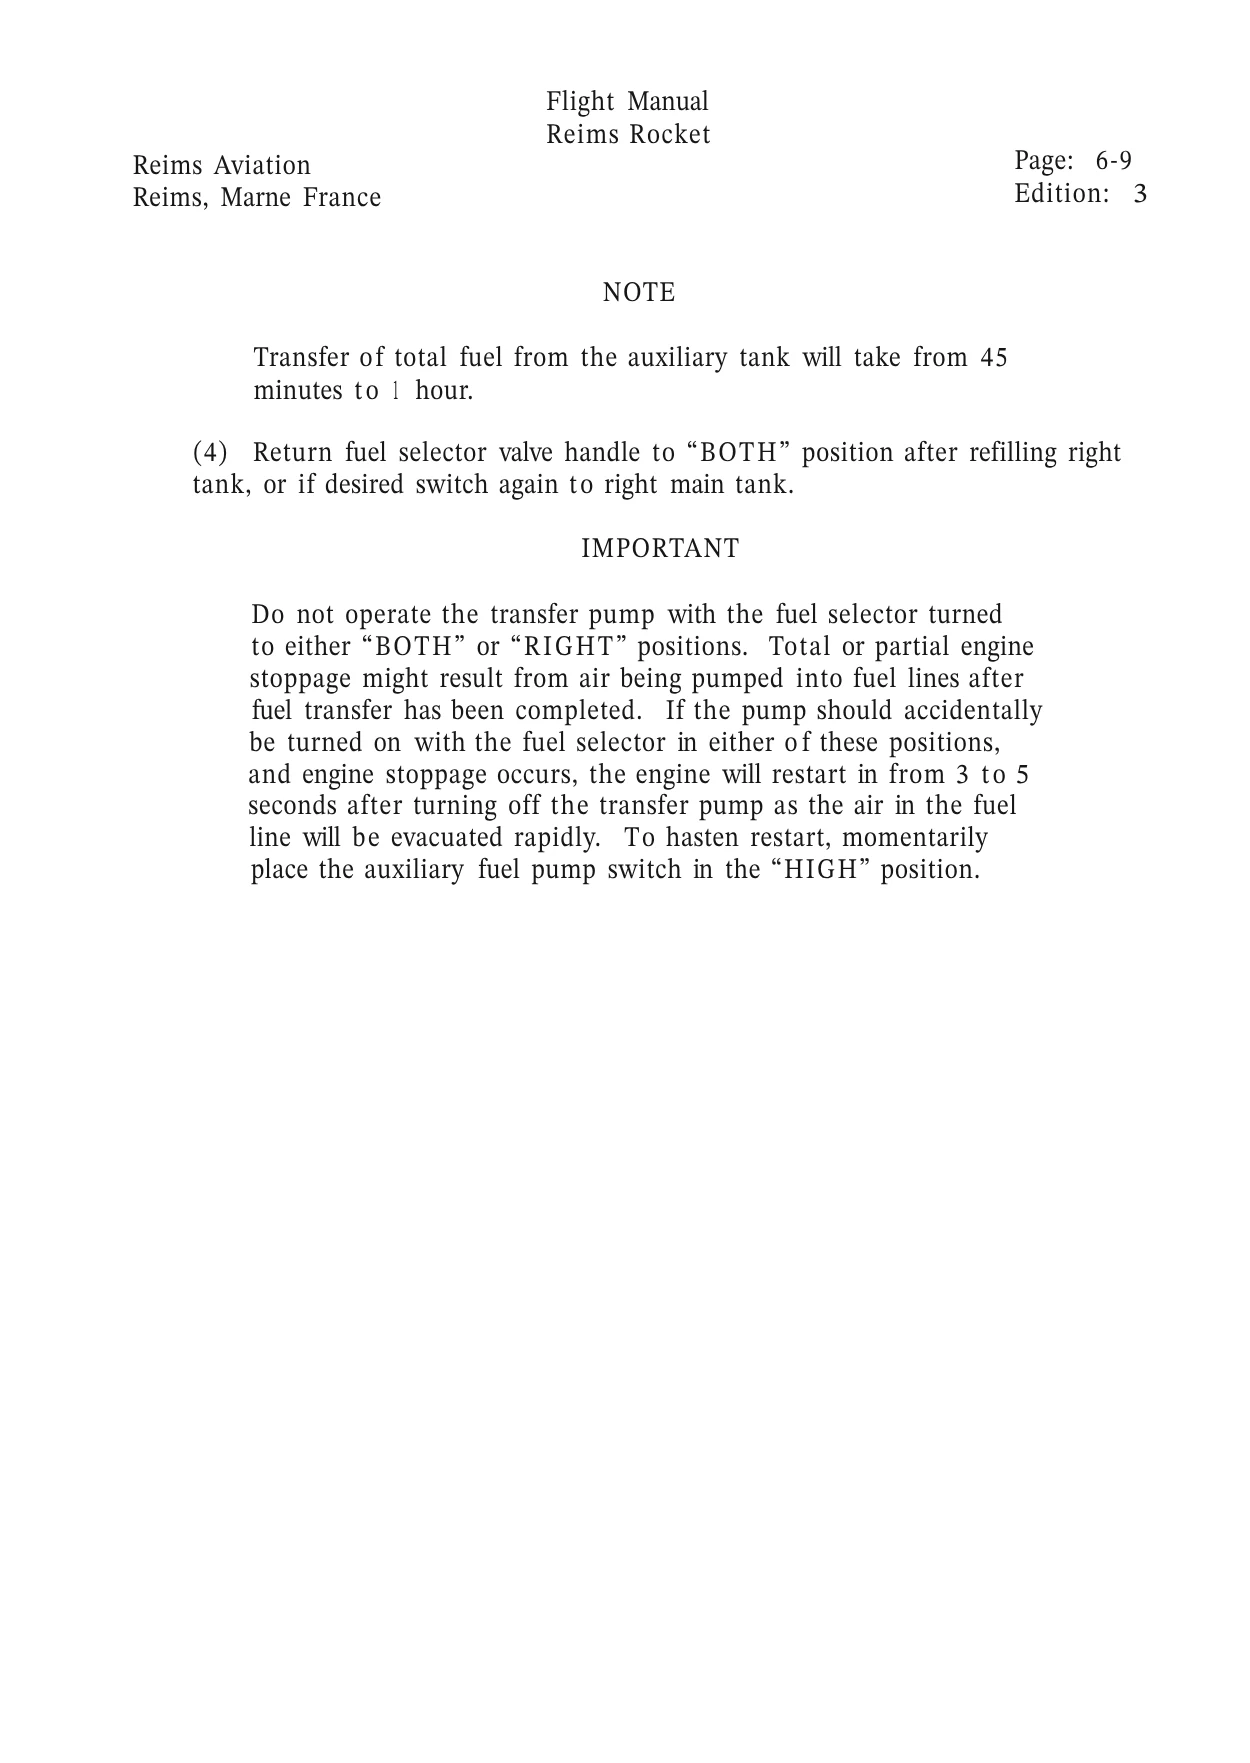 Flight Manual
Reims Rocket
Reims Aviation
Reims, Marne France
Page: 6-9
Edition: 3
NOTE
Transfer of total fuel from the auxiliary tank will take from 45
minutes to 1 hour.
(4) Return fuel selector valve handle to “BOTH” position after refilling right
tank, or if desired switch again to right main tank.
IMPORTANT
Do not operate the transfer pump with the fuel selector turned
to either “BOTH” or “RIGHT” positions. Total or partial engine
stoppage might result from air being pumped into fuel lines after
fuel transfer has been completed. If the pump should accidentally
be turned on with the fuel selector in either of these positions,
and engine stoppage occurs, the engine will restart in from 3 to 5
seconds after turning off the transfer pump as the air in the fuel
line will be evacuated rapidly. To hasten restart, momentarily
place the auxiliary fuel pump switch in the “HIGH” position.